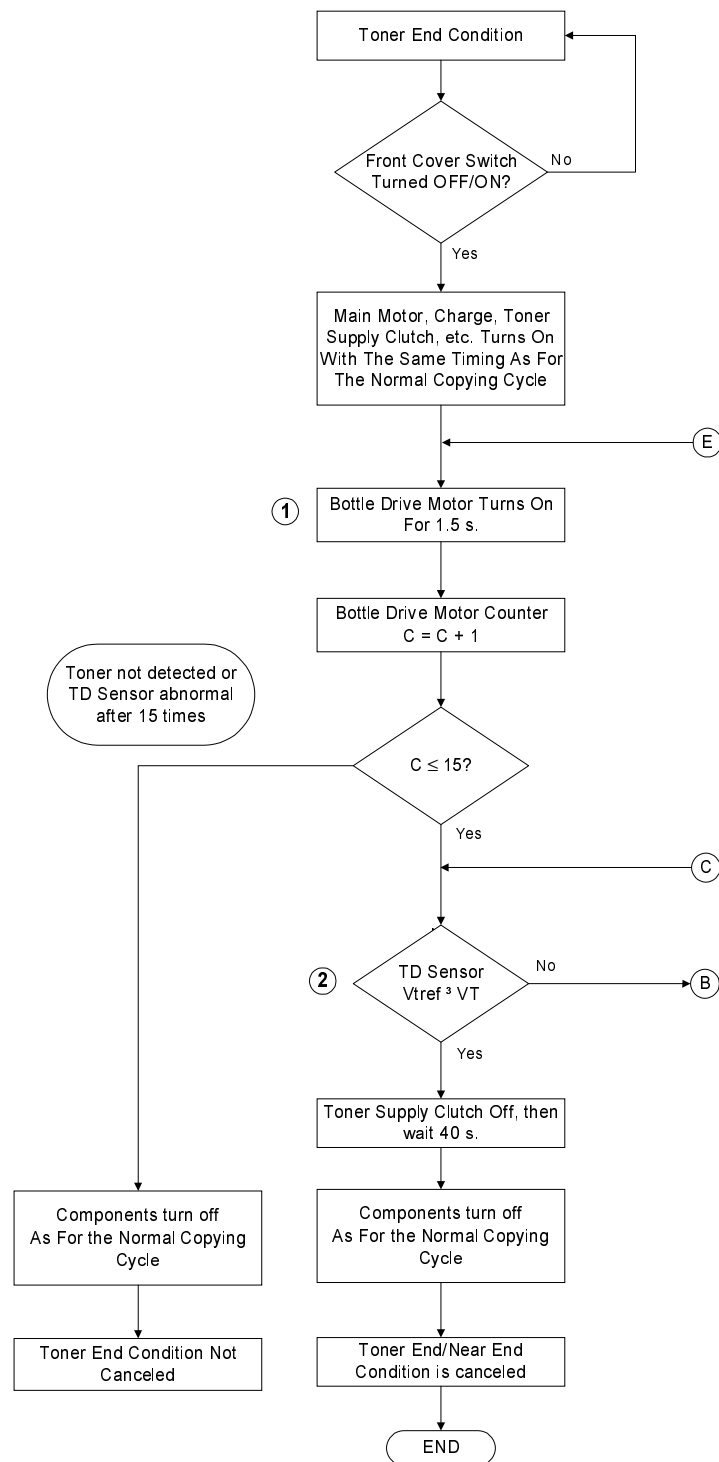 Toner End Condition
Front Cover Switch
Turned OFF/ON?
No
Yes
Main Motor, Charge, Toner
Supply Clutch, etc. Turns On
With The Same Timing As For
The Normal Copying Cycle
E
1
Bottle Drive Motor Turns On
For 1.5 s.
Bottle Drive Motor Counter
C = C + 1
Toner not detected or
TD Sensor abnormal
after 15 times
C ≤ 15?
Yes
C
2
TD Sensor
Vtref ³ VT
No
B
Yes
Toner Supply Clutch Off, then
wait 40 s.
Components turn off
As For the Normal Copying
Cycle
Components turn off
As For the Normal Copying
Cycle
Toner End Condition Not
Canceled
Toner End/Near End
Condition is canceled
END